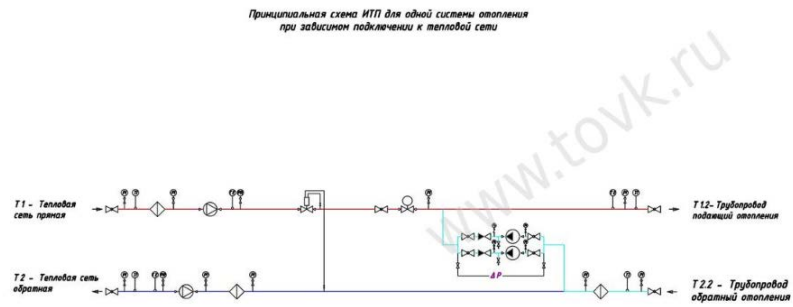 Принципиальная схема ИТП для одной системы отопления
при зависимом подключении к тепловой сети
www.tovk.ru
Т1 - Тепловая
сеть прямая
Т1.2- Трубопровод
подающий отопления
ΔР
Т2 - Тепловая сеть
обратная
Т2.2 - Трубопровод
обратный отопления